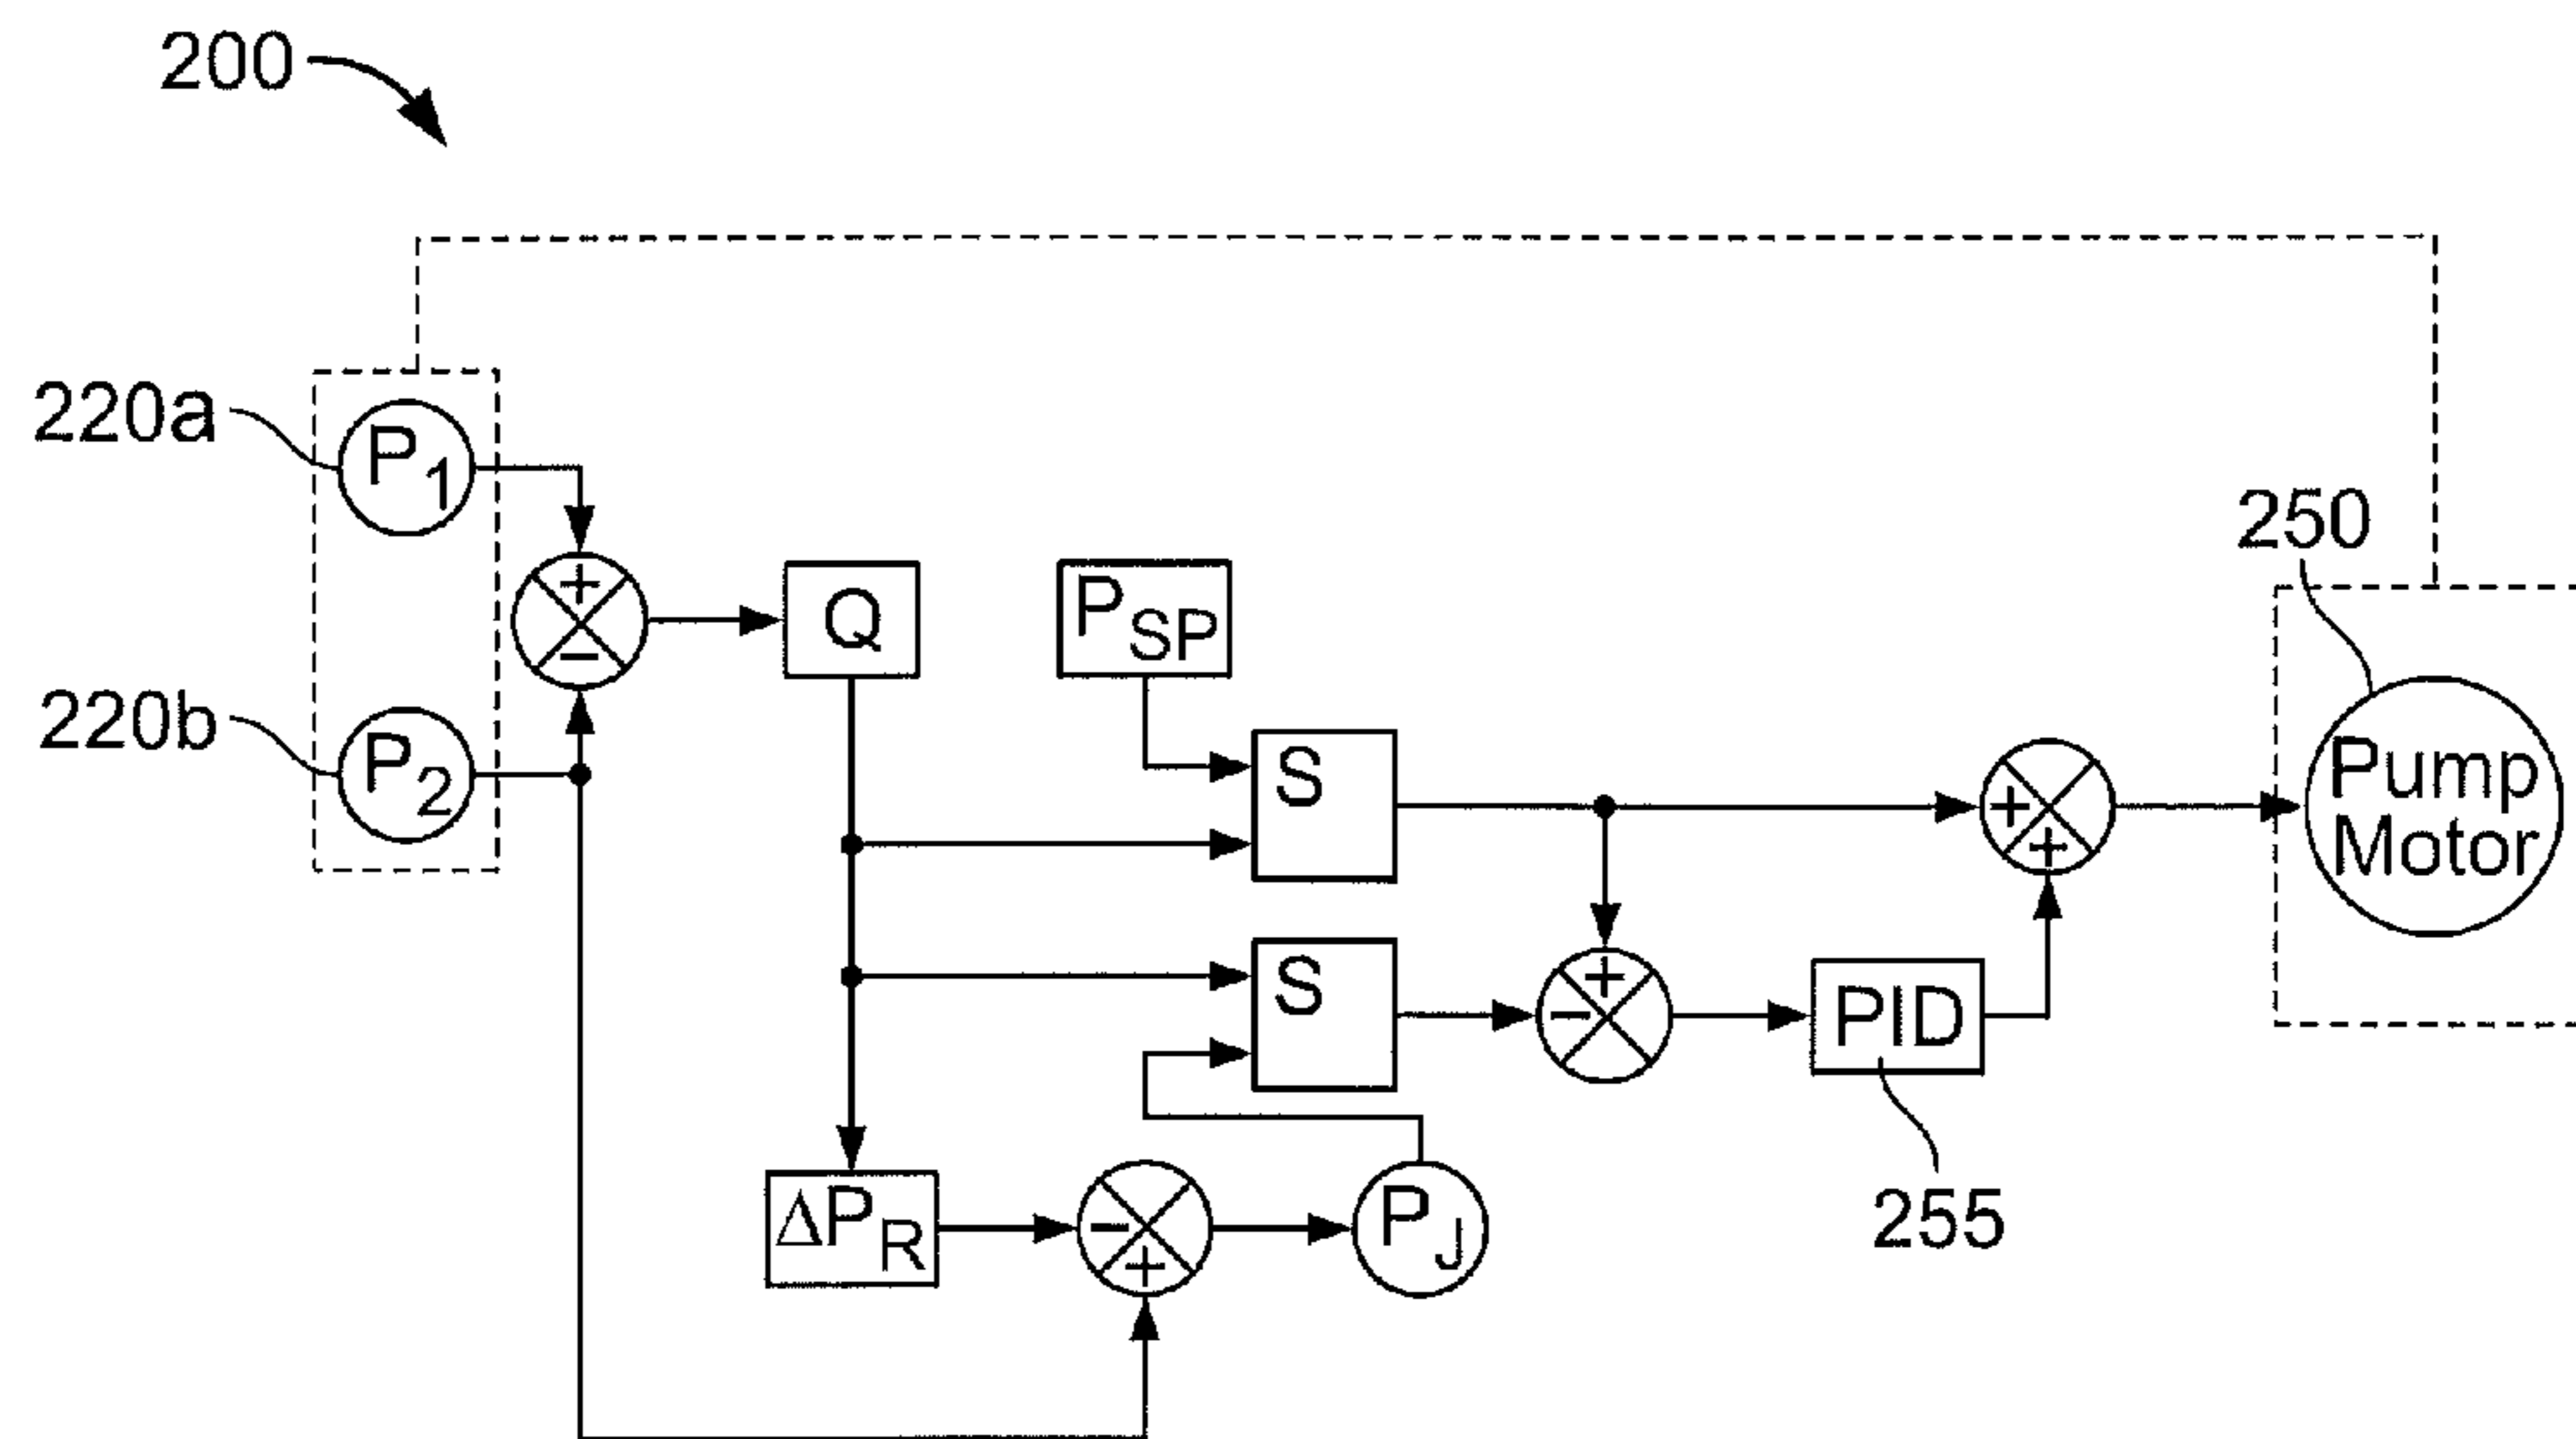 200
220a
P1
+
−
Q
PSP
220b
P2
S
250
+
+
Pump
Motor
S
+
−
PID
255
ΔPR
−
+
PJ